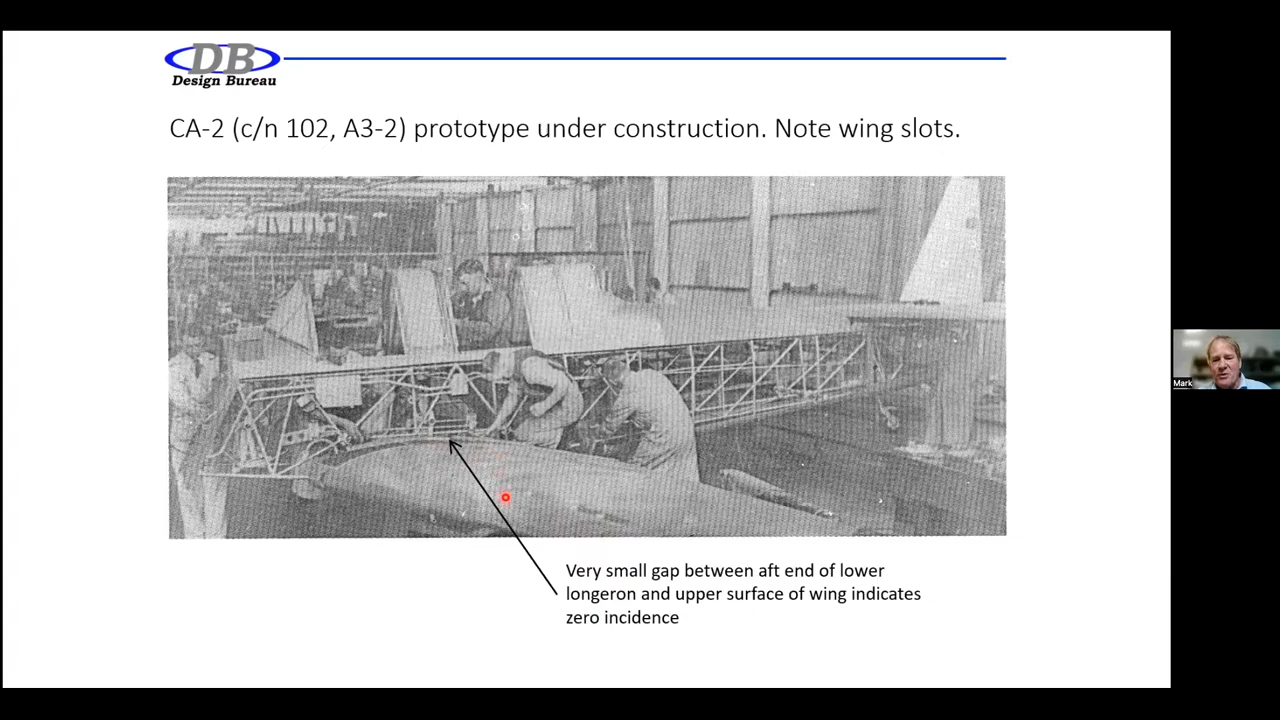 DB
Design Bureau
CA-2 (c/n 102, A3-2) prototype under construction. Note wing slots.
Very small gap between aft end of lower
longeron and upper surface of wing indicates
zero incidence
Mark